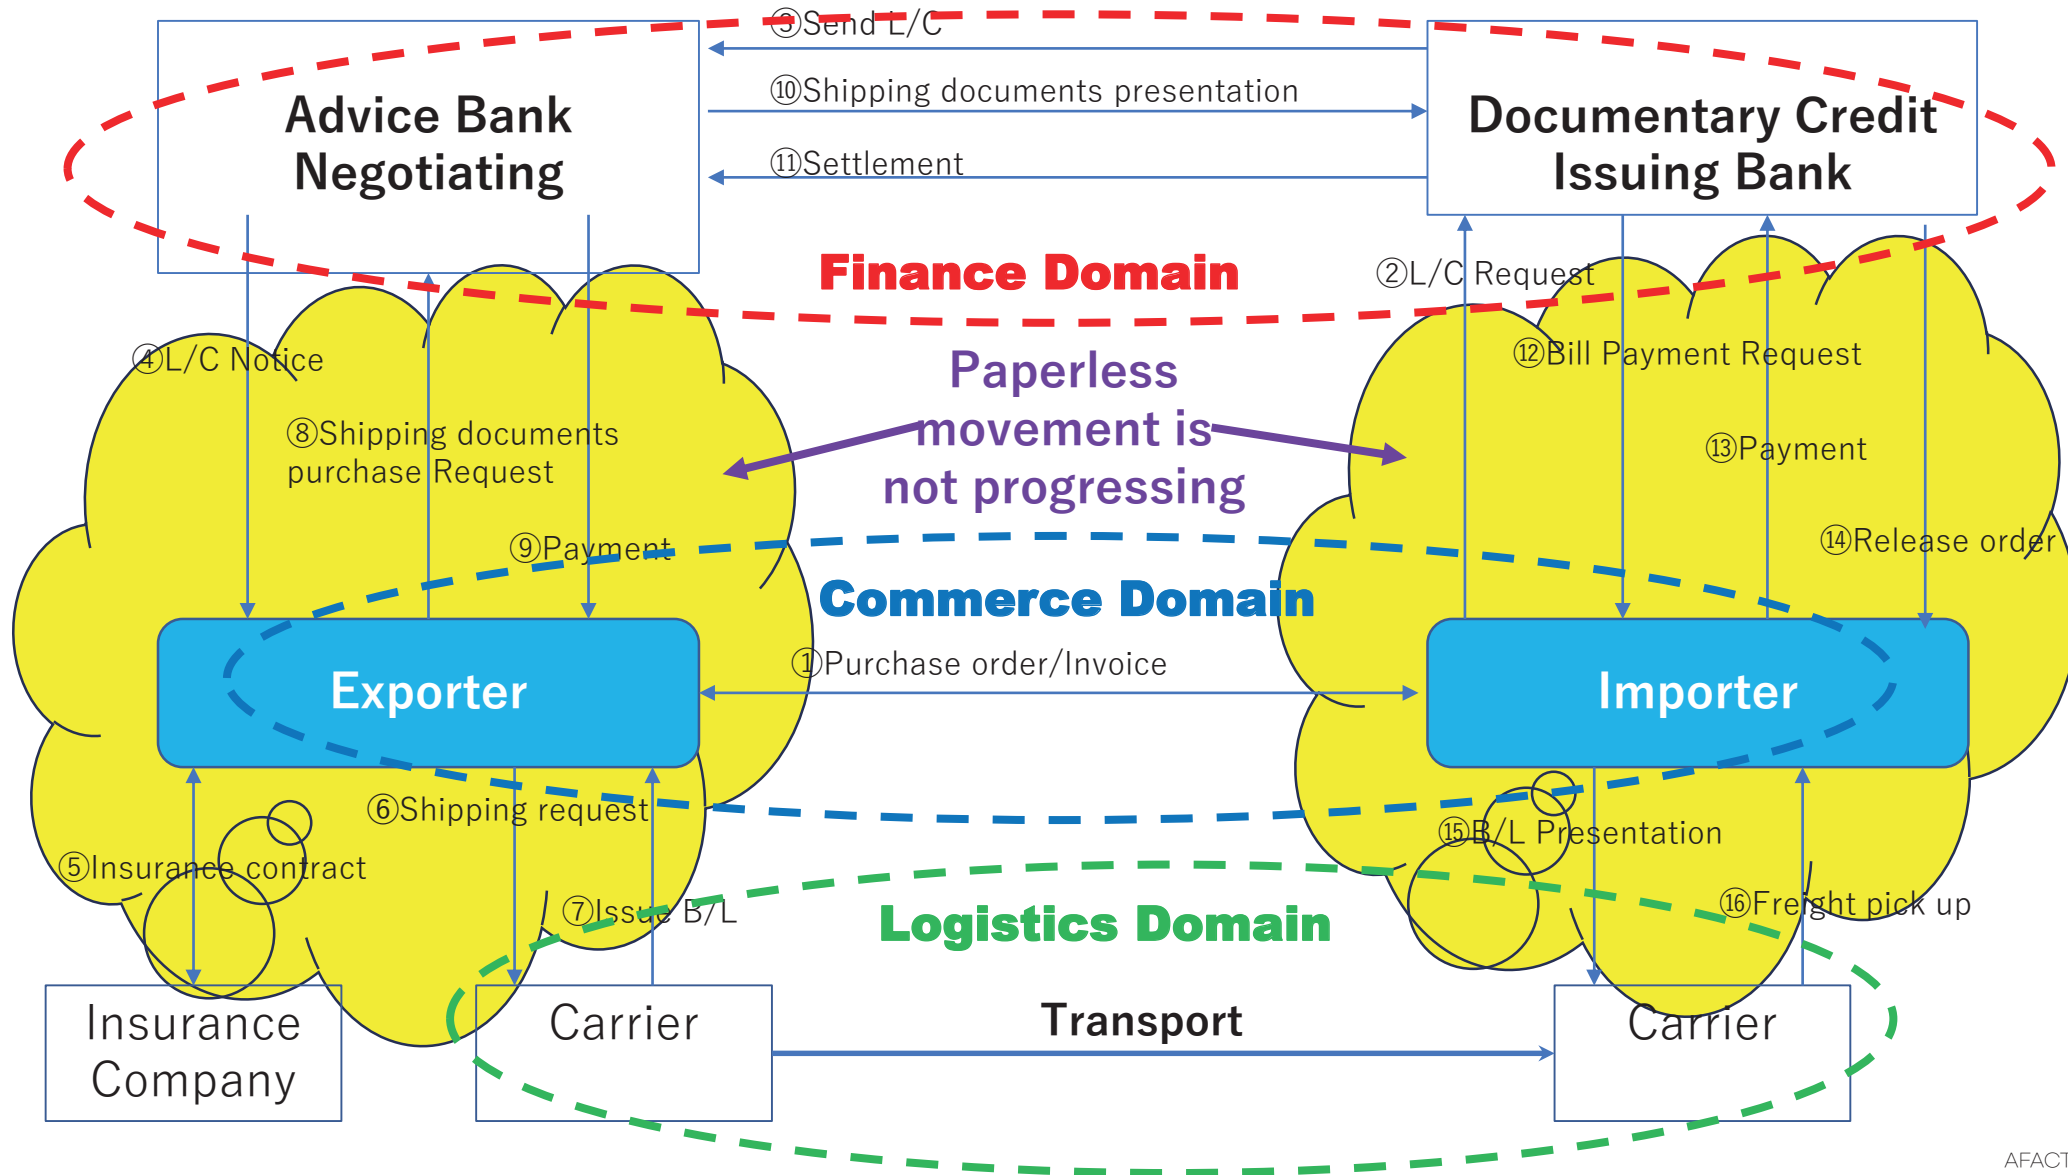 ③Send L/C
⑩Shipping documents presentation
Advice Bank
Negotiating
Documentary Credit
Issuing Bank
⑪Settlement
Finance Domain
②L/C Request
④L/C Notice
⑫Bill Payment Request
Paperless
movement is
not progressing
⑧Shipping documents
purchase Request
⑬Payment
⑨Payment
⑭Release order
Commerce Domain
①Purchase order/Invoice
Exporter
Importer
⑥Shipping request
⑮B/L Presentation
⑤Insurance contract
⑦Issue B/L
⑯Freight pick up
Logistics Domain
Insurance
Company
Carrier
Transport
Carrier
AFACT